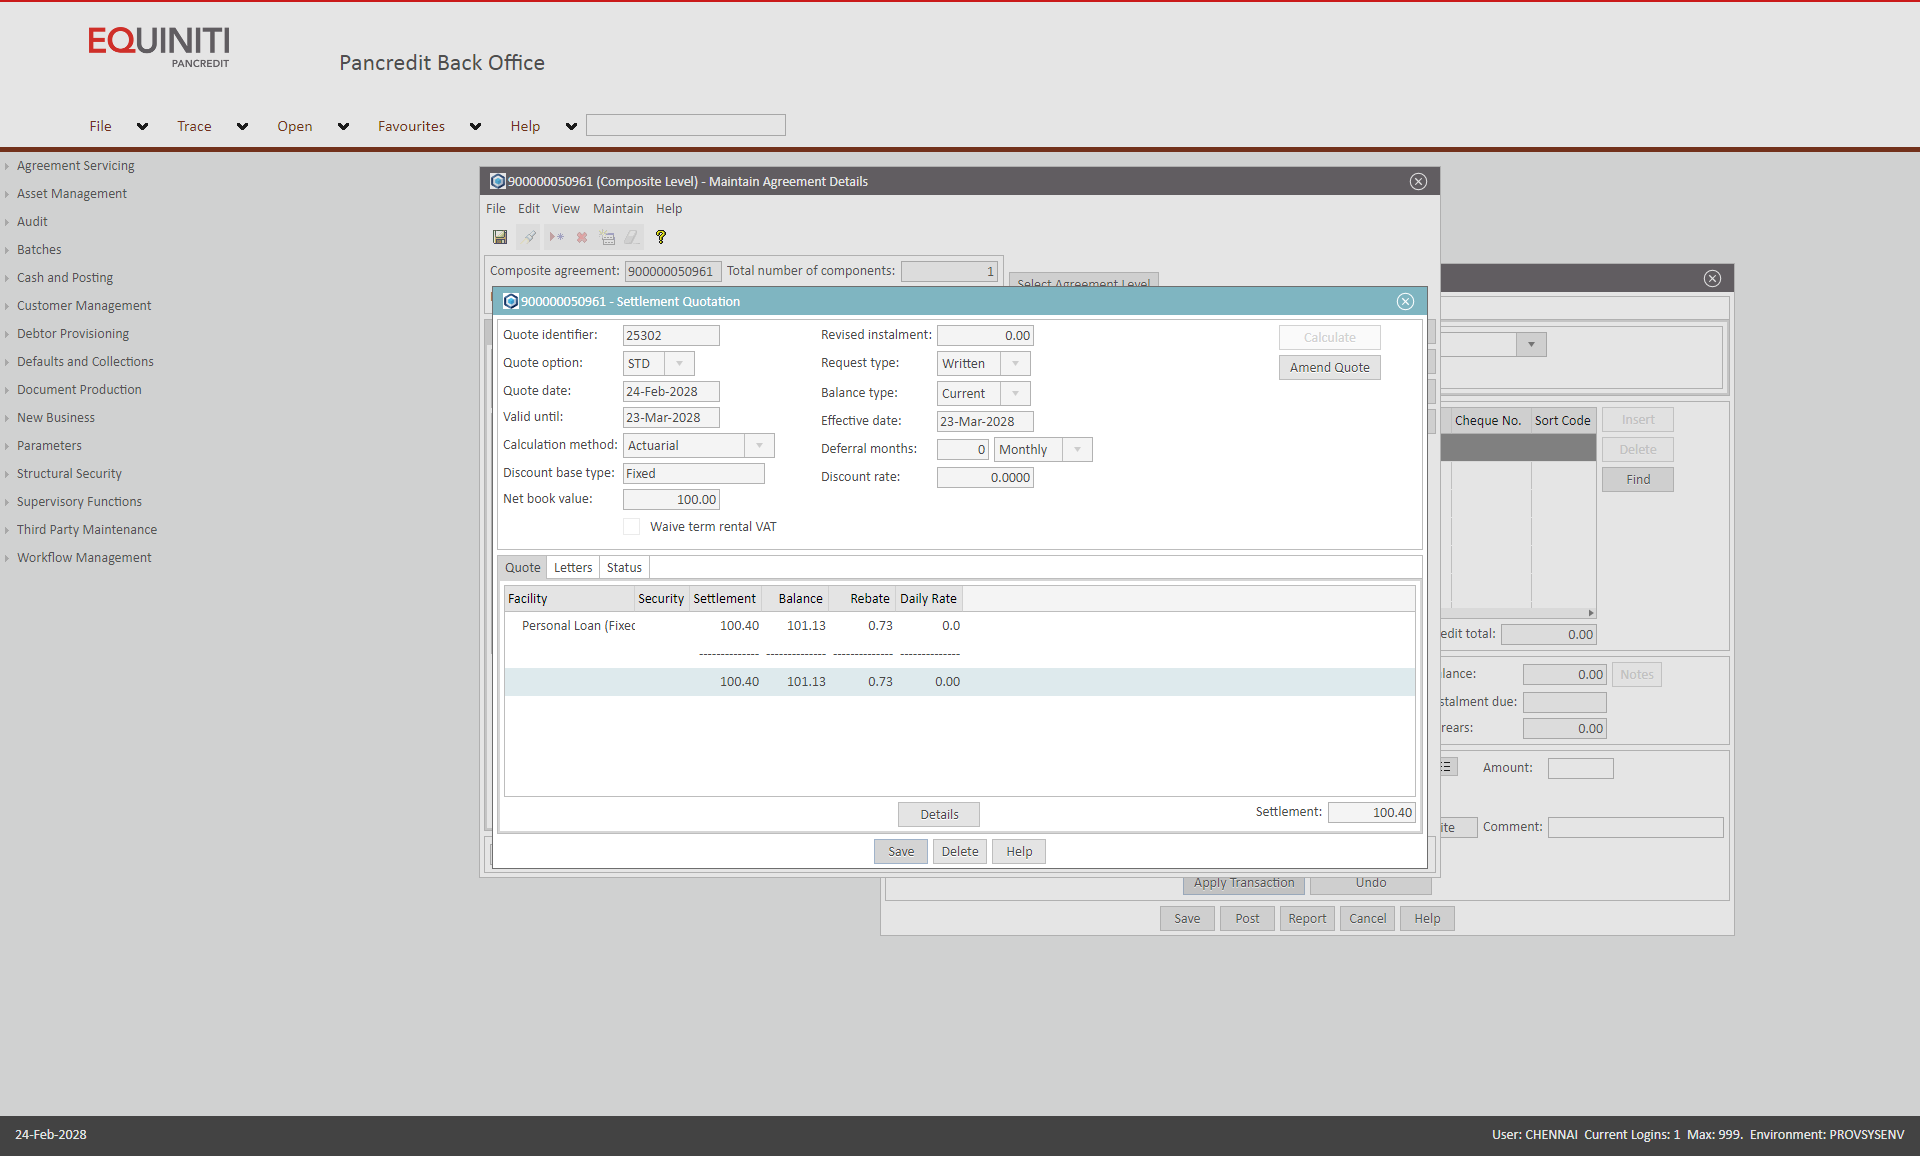 EQUINITI
PANCREDIT
Pancredit Back Office
File Trace Open Favourites Help
Agreement Servicing
Asset Management
Audit
Batches
Cash and Posting
Customer Management
Debtor Provisioning
Defaults and Collections
Document Production
New Business
Parameters
Structural Security
Supervisory Functions
Third Party Maintenance
Workflow Management
900000050961 (Composite Level) - Maintain Agreement Details
File Edit View Maintain Help
Composite agreement: 900000050961 Total number of components: 1
Select Agreement Level
900000050961 - Settlement Quotation
Quote identifier: 25302 Revised instalment: 0.00 Calculate
Quote option: STD Request type: Written Amend Quote
Quote date: 24-Feb-2028 Balance type: Current
Valid until: 23-Mar-2028 Effective date: 23-Mar-2028
Calculation method: Actuarial Deferral months: 0 Monthly
Discount base type: Fixed Discount rate: 0.0000
Net book value: 100.00
Waive term rental VAT
Quote Letters Status
Facility Security Settlement Balance Rebate Daily Rate
Personal Loan (Fixed 100.40 101.13 0.73 0.0
-------------- -------------- -------------- --------------
100.40 101.13 0.73 0.00
Details Settlement: 100.40
Save Delete Help
Cheque No. Sort Code Insert
Delete
Find
edit total: 0.00
lance: 0.00 Notes
stalment due:
rears: 0.00
Amount:
ite Comment:
Apply Transaction Undo
Save Post Report Cancel Help
24-Feb-2028 User: CHENNAI Current Logins: 1 Max: 999. Environment: PROVSYSENV